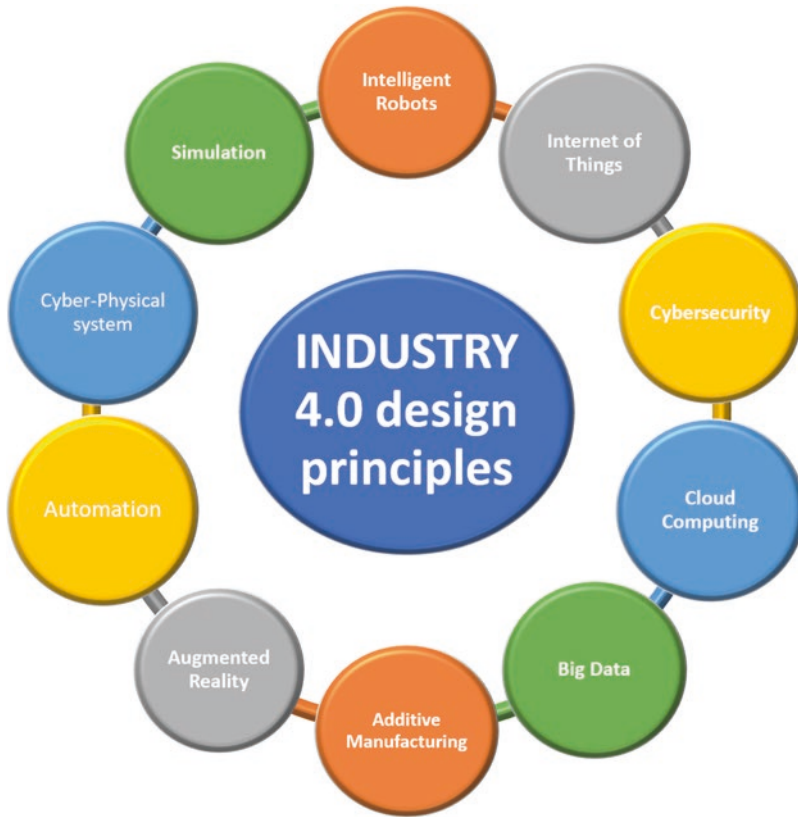 Intelligent
Robots
Internet of
Things
Cybersecurity
Cloud
Computing
Big Data
Additive
Manufacturing
Augmented
Reality
Automation
Cyber-Physical
system
Simulation
INDUSTRY
4.0 design
principles